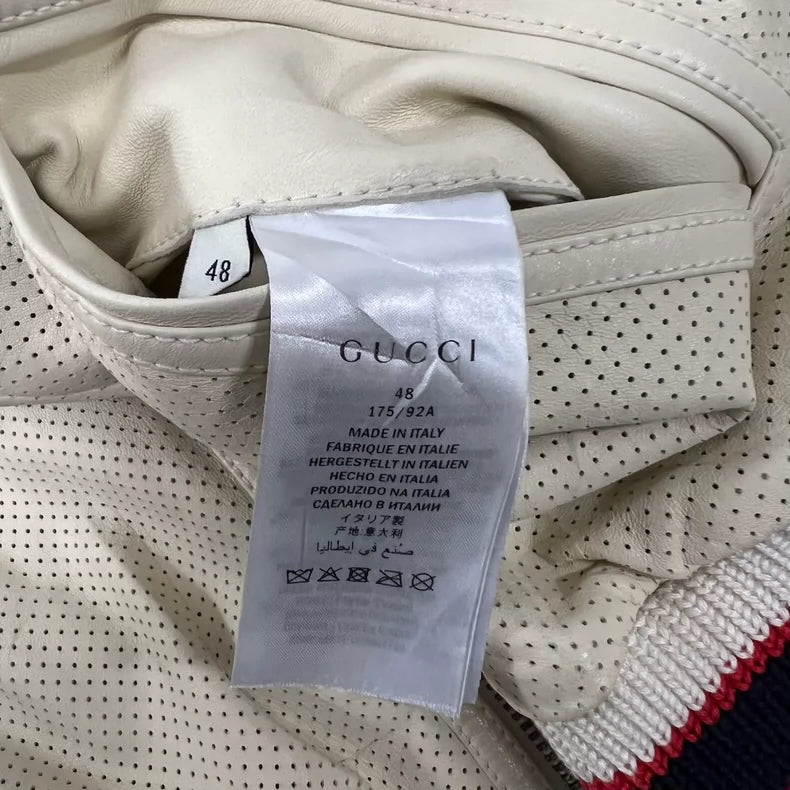 48
GUCCI
48
175/92A
MADE IN ITALY
FABRIQUE EN ITALIE
HERGESTELLT IN ITALIEN
HECHO EN ITALIA
PRODUZIDO NA ITALIA
СДЕЛАНО В ИТАЛИИ
イタリア製
产地:意大利
صُنع في إيطاليا